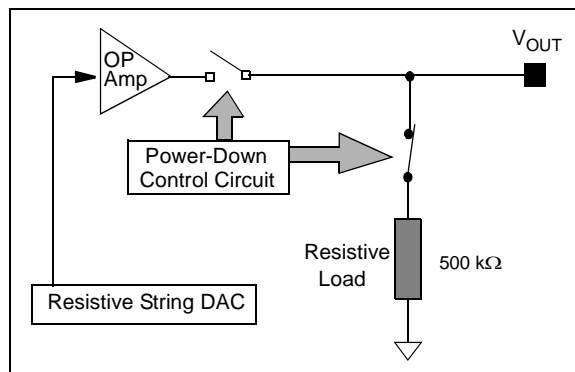 OP
Amp
VOUT
Power-Down
Control Circuit
Resistive
Load
500 kΩ
Resistive String DAC